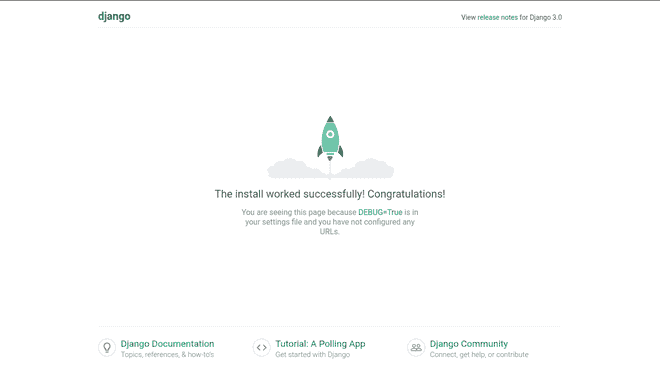 django
View release notes for Django 3.0
The install worked successfully! Congratulations!
You are seeing this page because DEBUG=True is in
your settings file and you have not configured any
URLs.
Django Documentation
Topics, references, & how-to's
Tutorial: A Polling App
Get started with Django
Django Community
Connect, get help, or contribute